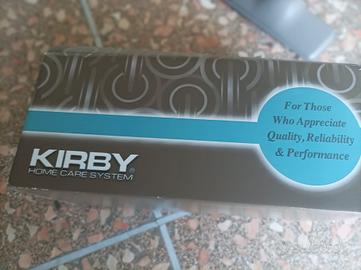 For Those
Who Appreciate
Quality, Reliability
& Performance
KIRBY®
HOME CARE SYSTEM